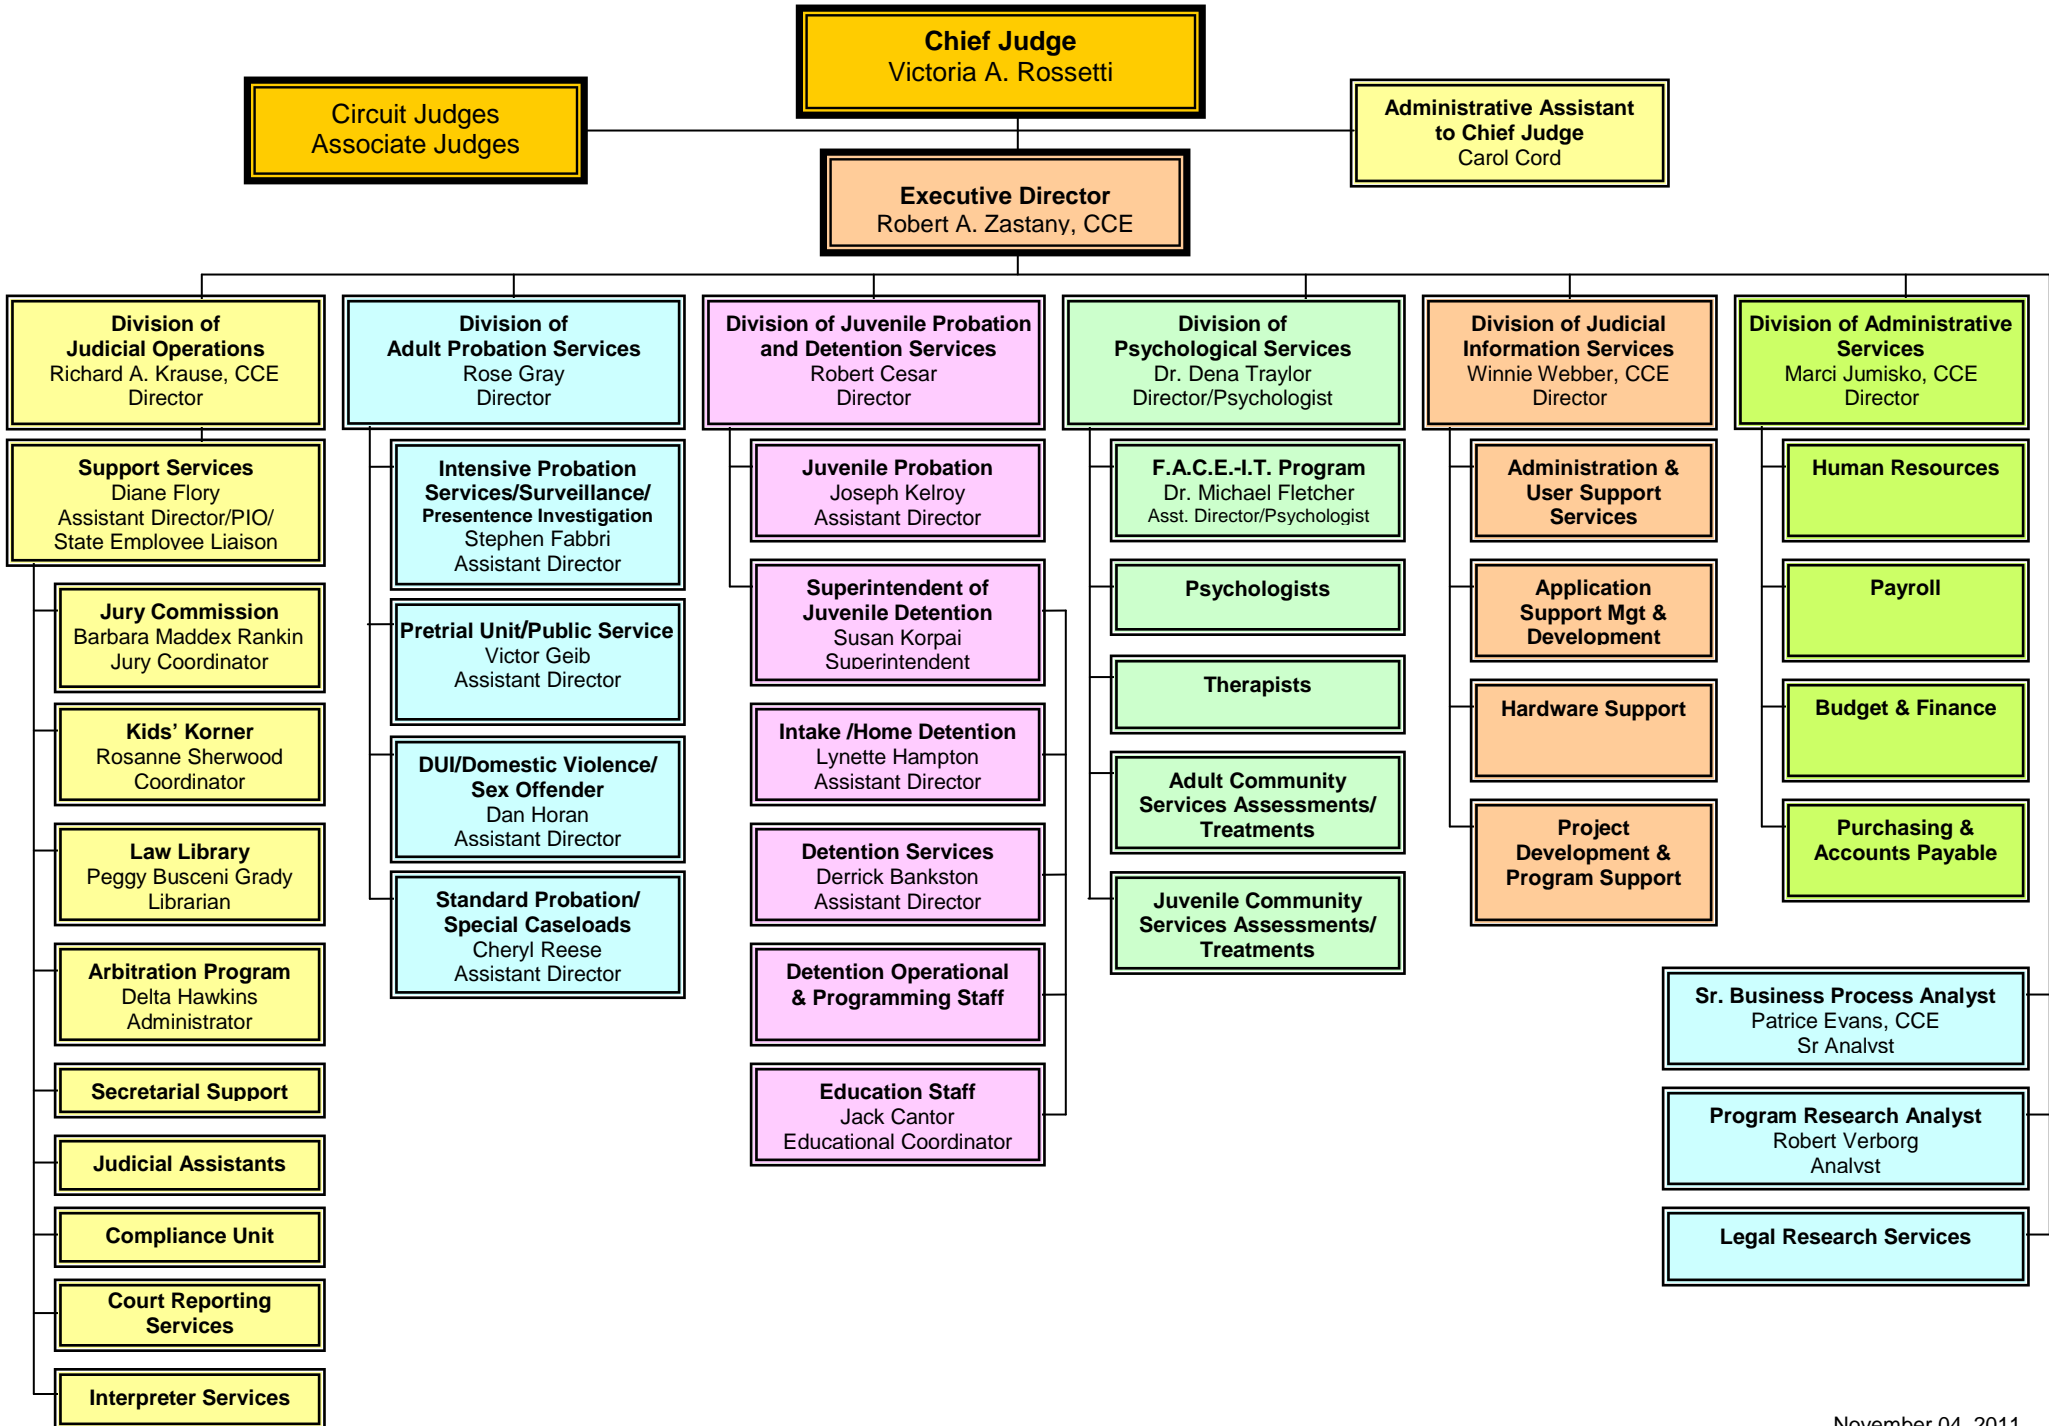 Chief Judge
Victoria A. Rossetti
Circuit Judges
Associate Judges
Administrative Assistant
to Chief Judge
Carol Cord
Executive Director
Robert A. Zastany, CCE
Division of
Judicial Operations
Richard A. Krause, CCE
Director
Support Services
Diane Flory
Assistant Director/PIO/
State Employee Liaison
Jury Commission
Barbara Maddex Rankin
Jury Coordinator
Kids' Korner
Rosanne Sherwood
Coordinator
Law Library
Peggy Busceni Grady
Librarian
Arbitration Program
Delta Hawkins
Administrator
Secretarial Support
Judicial Assistants
Compliance Unit
Court Reporting
Services
Interpreter Services
Division of
Adult Probation Services
Rose Gray
Director
Intensive Probation
Services/Surveillance/
Presentence Investigation
Stephen Fabbri
Assistant Director
Pretrial Unit/Public Service
Victor Geib
Assistant Director
DUI/Domestic Violence/
Sex Offender
Dan Horan
Assistant Director
Standard Probation/
Special Caseloads
Cheryl Reese
Assistant Director
Division of Juvenile Probation
and Detention Services
Robert Cesar
Director
Juvenile Probation
Joseph Kelroy
Assistant Director
Superintendent of
Juvenile Detention
Susan Korpai
Superintendent
Intake /Home Detention
Lynette Hampton
Assistant Director
Detention Services
Derrick Bankston
Assistant Director
Detention Operational
& Programming Staff
Education Staff
Jack Cantor
Educational Coordinator
Division of
Psychological Services
Dr. Dena Traylor
Director/Psychologist
F.A.C.E.-I.T. Program
Dr. Michael Fletcher
Asst. Director/Psychologist
Psychologists
Therapists
Adult Community
Services Assessments/
Treatments
Juvenile Community
Services Assessments/
Treatments
Division of Judicial
Information Services
Winnie Webber, CCE
Director
Administration &
User Support
Services
Application
Support Mgt &
Development
Hardware Support
Project
Development &
Program Support
Division of Administrative
Services
Marci Jumisko, CCE
Director
Human Resources
Payroll
Budget & Finance
Purchasing &
Accounts Payable
Sr. Business Process Analyst
Patrice Evans, CCE
Sr Analyst
Program Research Analyst
Robert Verborg
Analyst
Legal Research Services
November 04, 2011